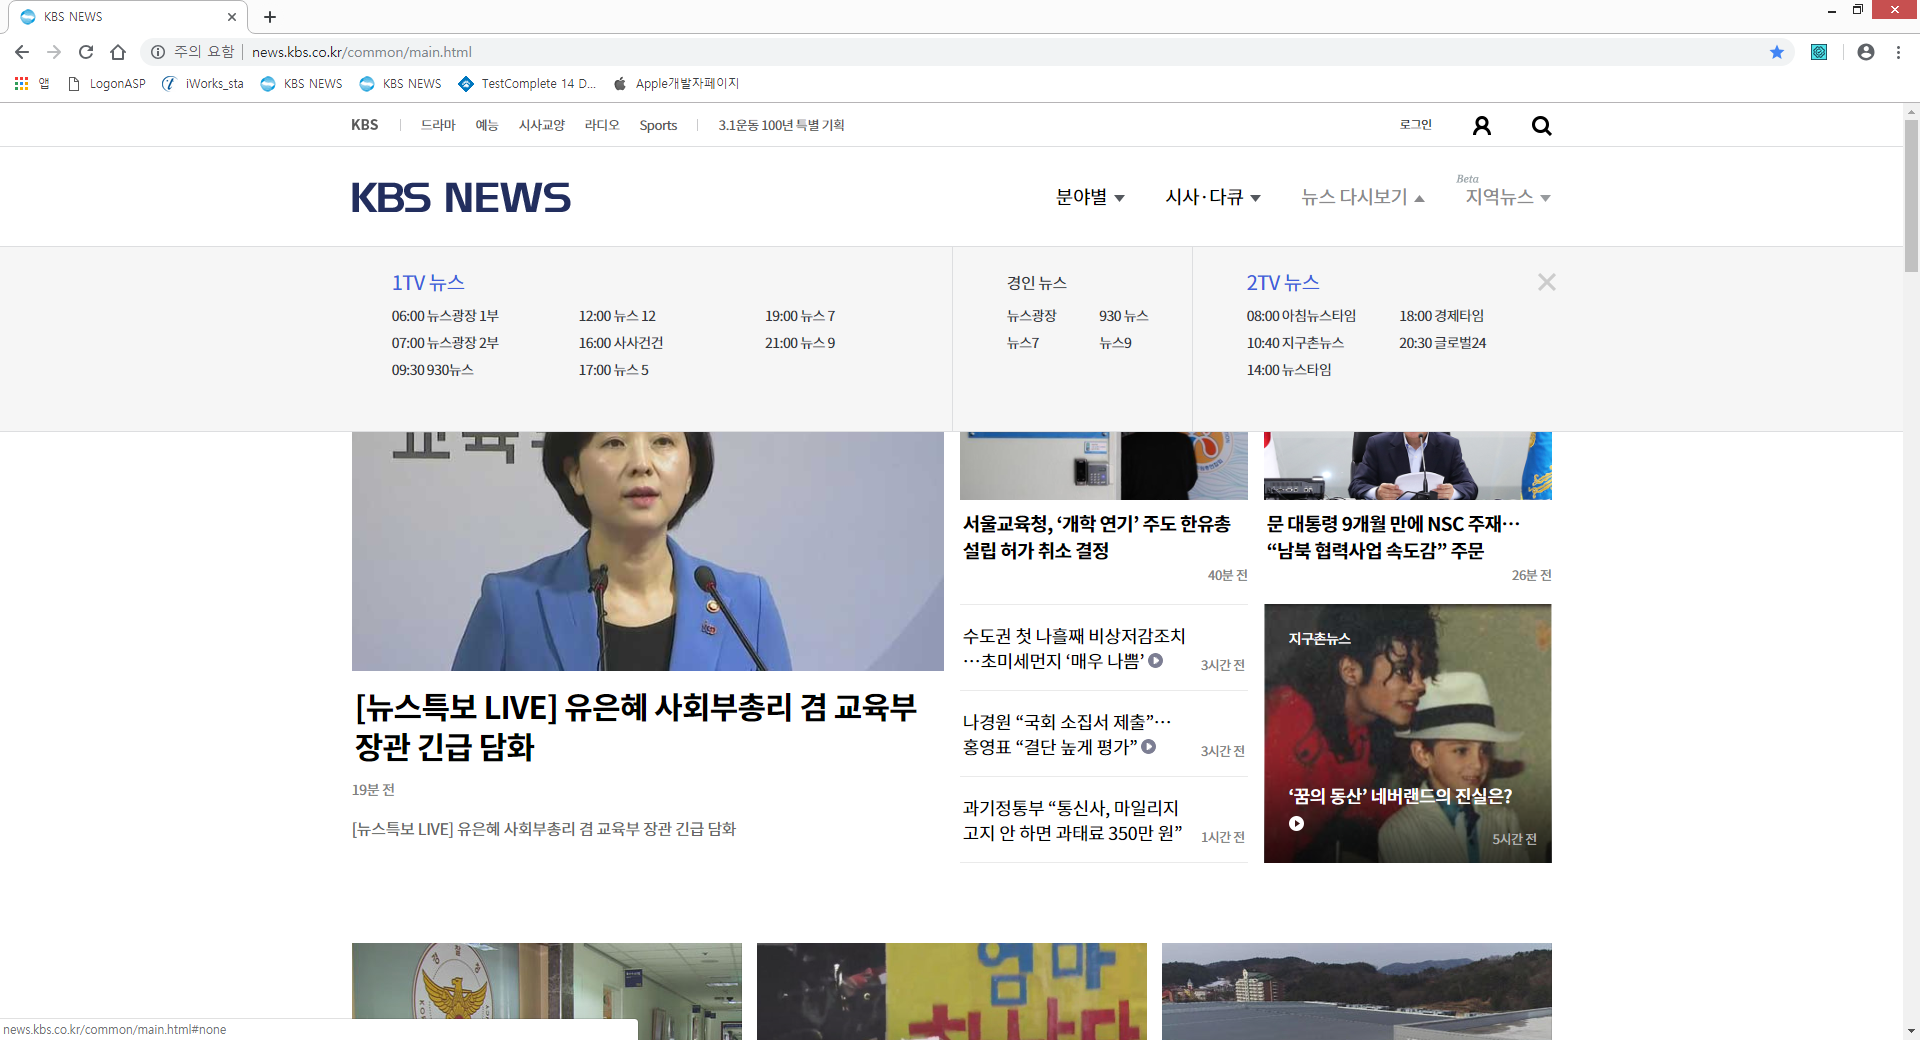 KBS NEWS
주의 요함
news.kbs.co.kr/common/main.html
앱
LogonASP
iWorks_sta
KBS NEWS
KBS NEWS
TestComplete 14 D...
Apple개발자페이지
KBS
드라마
예능
시사교양
라디오
Sports
3.1운동 100년 특별 기획
로그인
KBS NEWS
분야별
시사·다큐
뉴스 다시보기
Beta
지역뉴스
1TV 뉴스
06:00 뉴스광장 1부
12:00 뉴스 12
19:00 뉴스 7
07:00 뉴스광장 2부
16:00 사사건건
21:00 뉴스 9
09:30 930뉴스
17:00 뉴스 5
경인 뉴스
뉴스광장
930 뉴스
뉴스7
뉴스9
2TV 뉴스
08:00 아침뉴스타임
18:00 경제타임
10:40 지구촌뉴스
20:30 글로벌24
14:00 뉴스타임
[뉴스특보 LIVE] 유은혜 사회부총리 겸 교육부
장관 긴급 담화
19분 전
[뉴스특보 LIVE] 유은혜 사회부총리 겸 교육부 장관 긴급 담화
서울교육청, ‘개학 연기’ 주도 한유총
설립 허가 취소 결정
40분 전
문 대통령 9개월 만에 NSC 주재…
“남북 협력사업 속도감” 주문
26분 전
수도권 첫 나흘째 비상저감조치
…초미세먼지 ‘매우 나쁨’
3시간 전
나경원 “국회 소집서 제출”…
홍영표 “결단 높게 평가”
3시간 전
과기정통부 “통신사, 마일리지
고지 안 하면 과태료 350만 원”
1시간 전
지구촌뉴스
‘꿈의 동산’ 네버랜드의 진실은?
5시간 전
엄마
news.kbs.co.kr/common/main.html#none